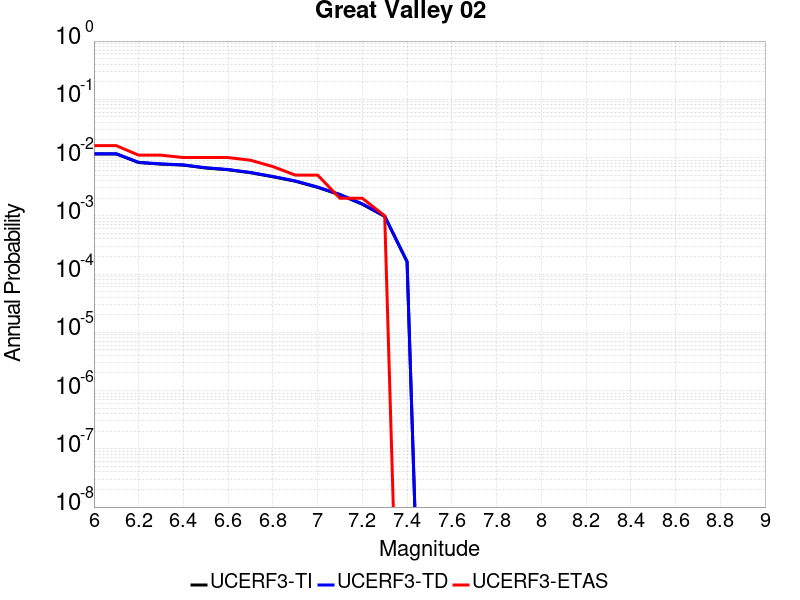 Great Valley 02
10^0
10^-1
10^-2
10^-3
10^-4
10^-5
10^-6
10^-7
10^-8
Annual Probability
6 6.2 6.4 6.6 6.8 7 7.2 7.4 7.6 7.8 8 8.2 8.4 8.6 8.8 9
Magnitude
UCERF3-TI UCERF3-TD UCERF3-ETAS